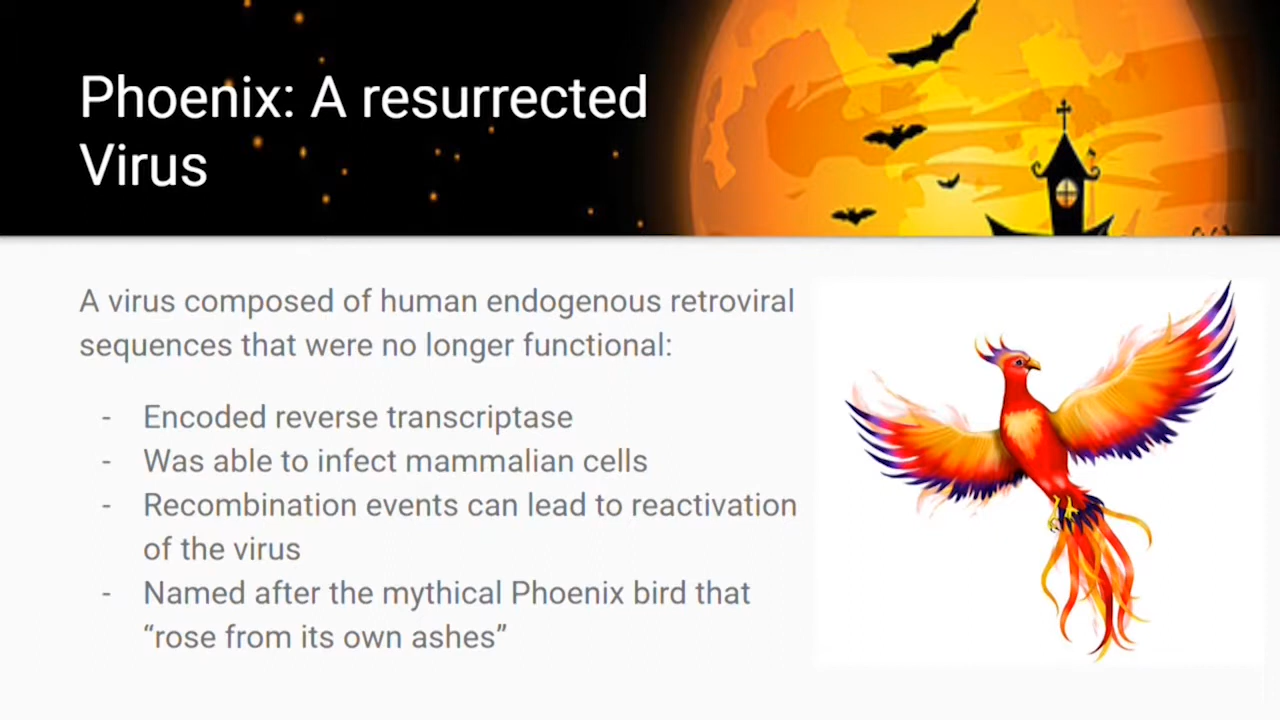 Phoenix: A resurrected
Virus
A virus composed of human endogenous retroviral
sequences that were no longer functional:
- Encoded reverse transcriptase
- Was able to infect mammalian cells
- Recombination events can lead to reactivation
of the virus
- Named after the mythical Phoenix bird that
“rose from its own ashes”